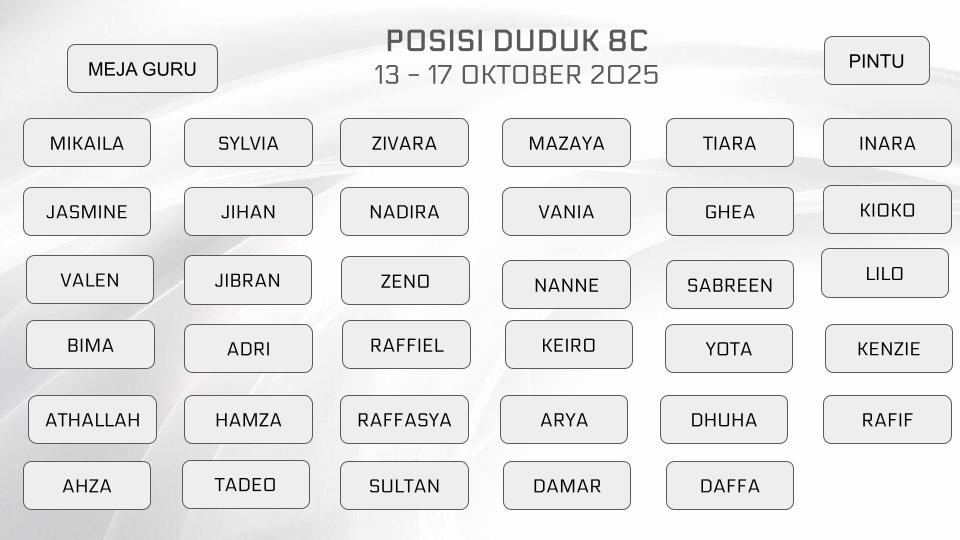 POSISI DUDUK 8C
13 – 17 OKTOBER 2025
MEJA GURU
PINTU
MIKAILA SYLVIA ZIVARA MAZAYA TIARA INARA
JASMINE JIHAN NADIRA VANIA GHEA KIOKO
VALEN JIBRAN ZENO NANNE SABREEN LILO
BIMA ADRI RAFFIEL KEIRO YOTA KENZIE
ATHALLAH HAMZA RAFFASYA ARYA DHUHA RAFIF
AHZA TADEO SULTAN DAMAR DAFFA